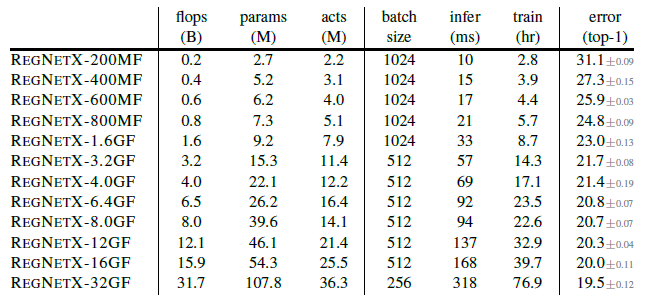 flops params acts batch infer train error
(B) (M) (M) size (ms) (hr) (top-1)
REGNETX-200MF 0.2 2.7 2.2 1024 10 2.8 31.1±0.09
REGNETX-400MF 0.4 5.2 3.1 1024 15 3.9 27.3±0.15
REGNETX-600MF 0.6 6.2 4.0 1024 17 4.4 25.9±0.03
REGNETX-800MF 0.8 7.3 5.1 1024 21 5.7 24.8±0.09
REGNETX-1.6GF 1.6 9.2 7.9 1024 33 8.7 23.0±0.13
REGNETX-3.2GF 3.2 15.3 11.4 512 57 14.3 21.7±0.08
REGNETX-4.0GF 4.0 22.1 12.2 512 69 17.1 21.4±0.19
REGNETX-6.4GF 6.5 26.2 16.4 512 92 23.5 20.8±0.07
REGNETX-8.0GF 8.0 39.6 14.1 512 94 22.6 20.7±0.07
REGNETX-12GF 12.1 46.1 21.4 512 137 32.9 20.3±0.04
REGNETX-16GF 15.9 54.3 25.5 512 168 39.7 20.0±0.11
REGNETX-32GF 31.7 107.8 36.3 256 318 76.9 19.5±0.12